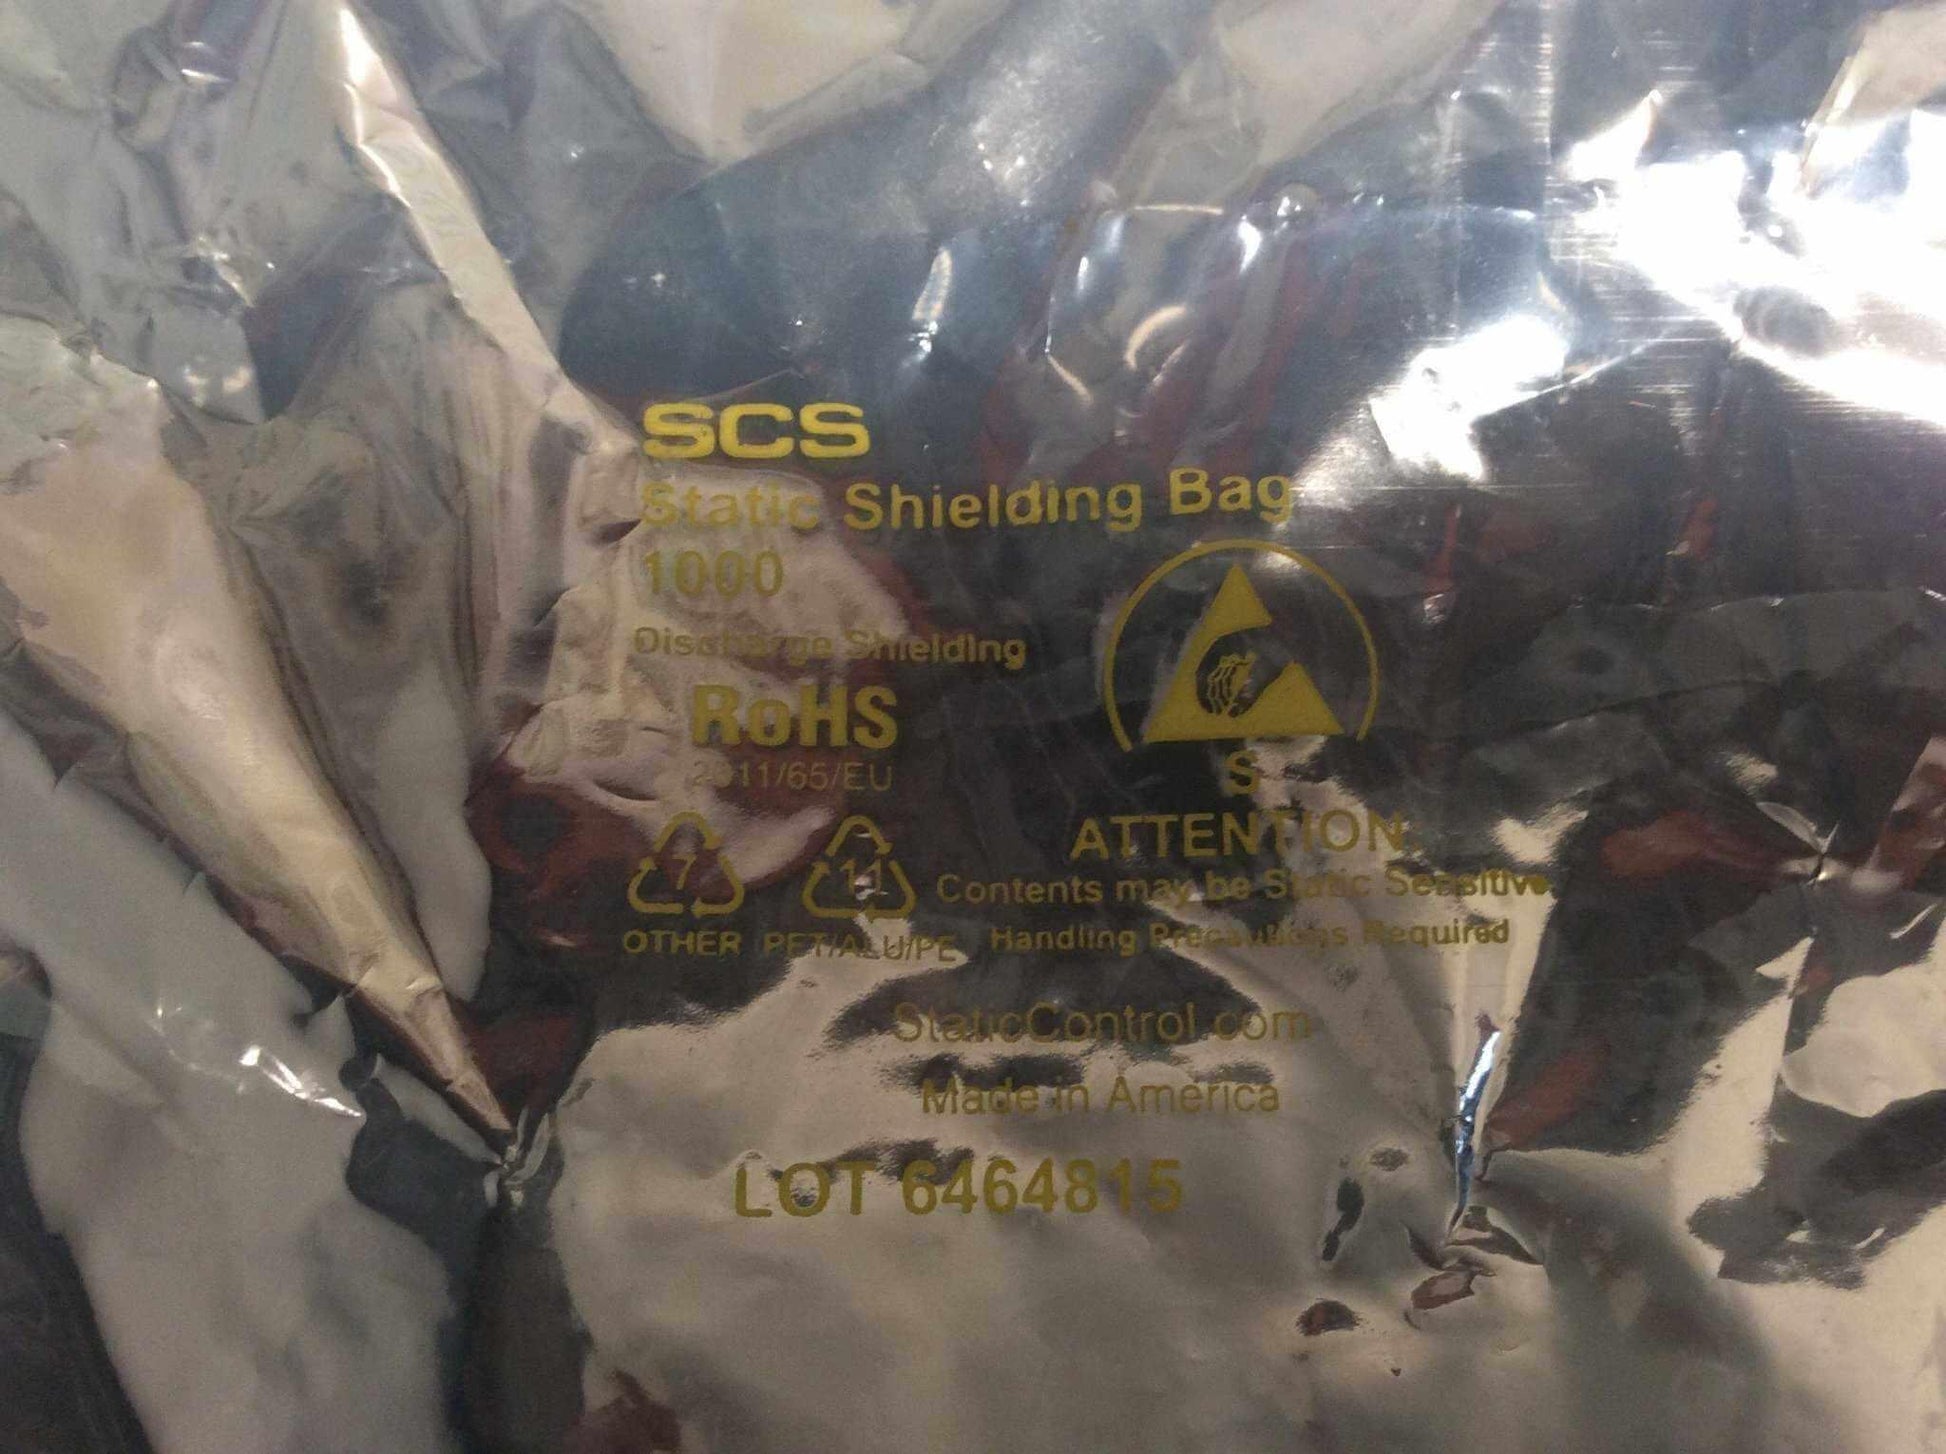 SCS
Static Shielding Bag
1000
Discharge Shielding
RoHS
2011/65/EU
S
ATTENTION
7
11
Contents may be Static Sensitive
OTHER PET/ALU/PE
Handling Precautions Required
StaticControl.com
Made in America
LOT 6464815